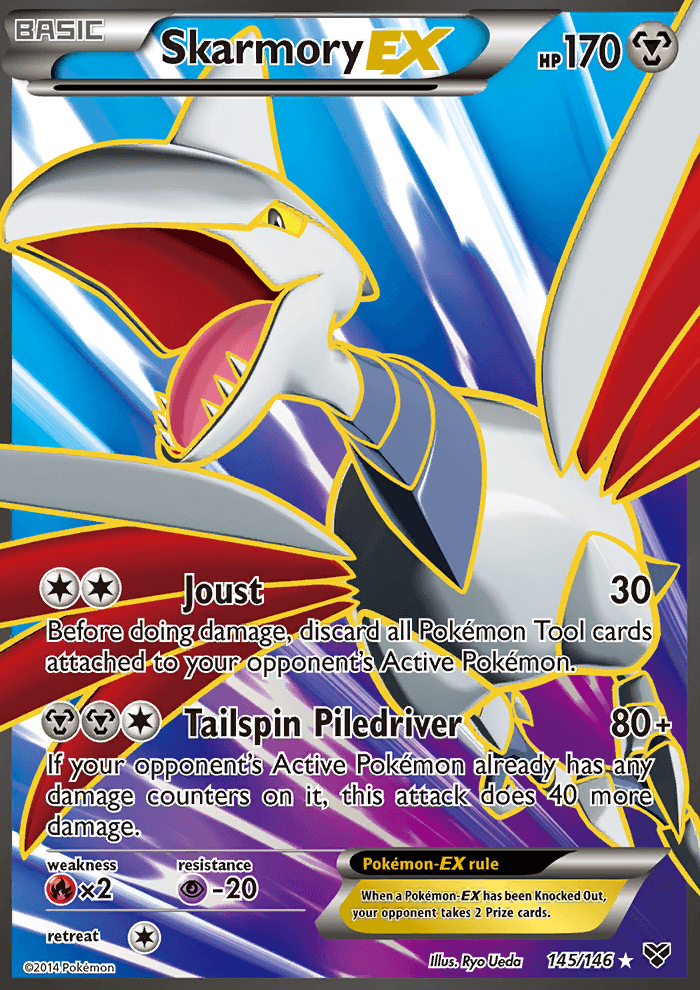 BASIC
Skarmory EX
HP170
Joust 30
Before doing damage, discard all Pokémon Tool cards
attached to your opponent's Active Pokémon.
Tailspin Piledriver 80+
If your opponent's Active Pokémon already has any
damage counters on it, this attack does 40 more
damage.
weakness resistance
×2 -20
retreat
Pokémon-EX rule
When a Pokémon-EX has been Knocked Out,
your opponent takes 2 Prize cards.
©2014 Pokémon
Illus. Ryo Ueda 145/146